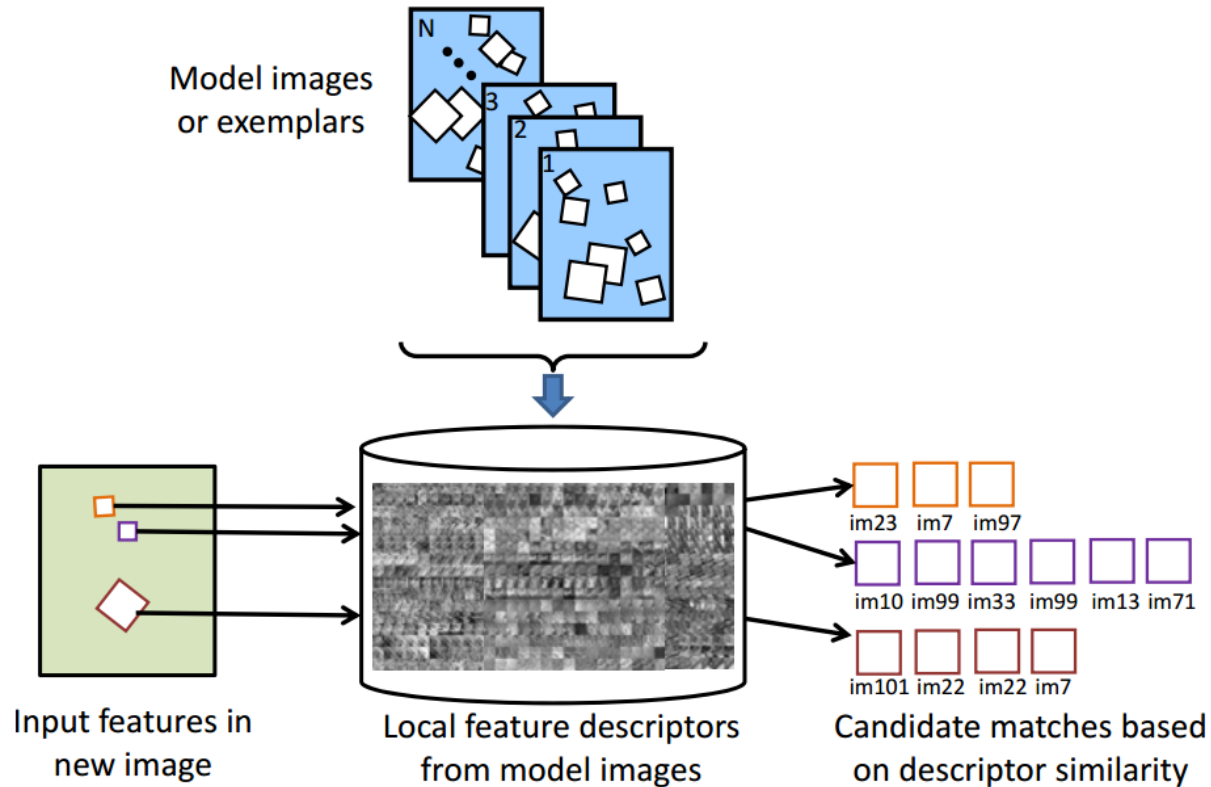 Model images
or exemplars
N
3
2
1
im23 im7 im97
im10 im99 im33 im99 im13 im71
im101 im22 im22 im7
Input features in
new image
Local feature descriptors
from model images
Candidate matches based
on descriptor similarity